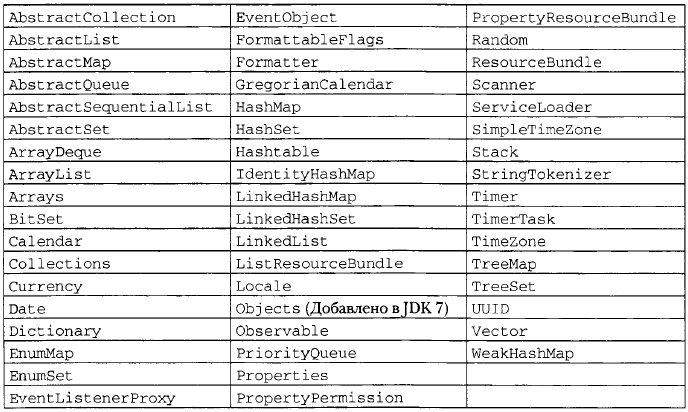 AbstractCollection EventObject PropertyResourceBundle
AbstractList FormattableFlags Random
AbstractMap Formatter ResourceBundle
AbstractQueue GregorianCalendar Scanner
AbstractSequentialList HashMap ServiceLoader
AbstractSet HashSet SimpleTimeZone
ArrayDeque Hashtable Stack
ArrayList IdentityHashMap StringTokenizer
Arrays LinkedHashMap Timer
BitSet LinkedHashSet TimerTask
Calendar LinkedList TimeZone
Collections ListResourceBundle TreeMap
Currency Locale TreeSet
Date Objects (Добавлено в JDK 7) UUID
Dictionary Observable Vector
EnumMap PriorityQueue WeakHashMap
EnumSet Properties
EventListenerProxy PropertyPermission